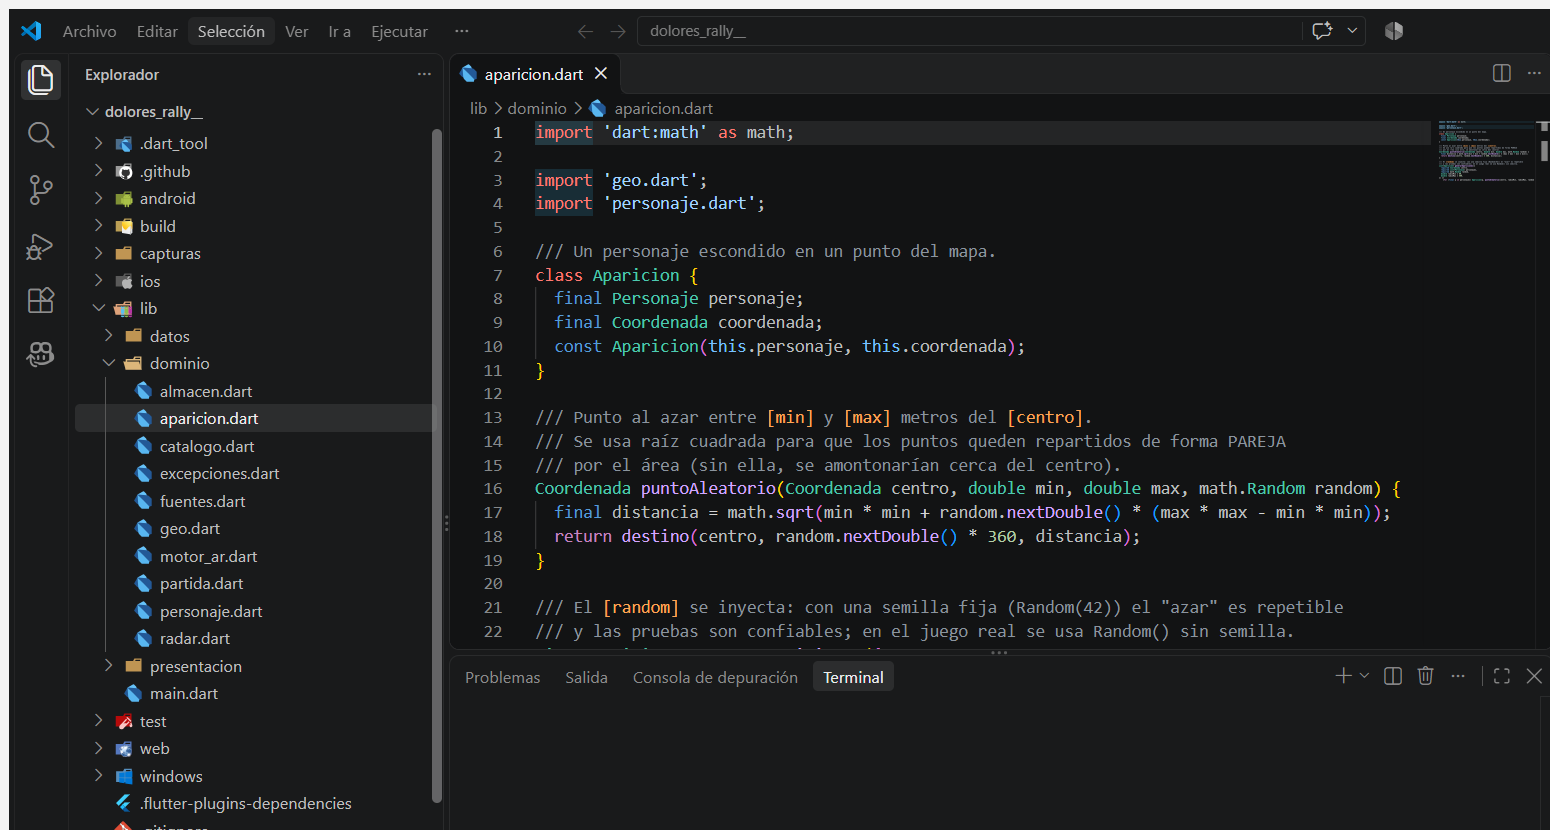 Archivo Editar Selección Ver Ir a Ejecutar ··· dolores_rally__
Explorador ···
dolores_rally__
.dart_tool
.github
android
build
capturas
ios
lib
datos
dominio
almacen.dart
aparicion.dart
catalogo.dart
excepciones.dart
fuentes.dart
geo.dart
motor_ar.dart
partida.dart
personaje.dart
radar.dart
presentacion
main.dart
test
web
windows
.flutter-plugins-dependencies
.gitignore
aparicion.dart
lib > dominio > aparicion.dart
1 import 'dart:math' as math;
2
3 import 'geo.dart';
4 import 'personaje.dart';
5
6 /// Un personaje escondido en un punto del mapa.
7 class Aparicion {
8 final Personaje personaje;
9 final Coordenada coordenada;
10 const Aparicion(this.personaje, this.coordenada);
11 }
12
13 /// Punto al azar entre [min] y [max] metros del [centro].
14 /// Se usa raíz cuadrada para que los puntos queden repartidos de forma PAREJA
15 /// por el área (sin ella, se amontonarían cerca del centro).
16 Coordenada puntoAleatorio(Coordenada centro, double min, double max, math.Random random) {
17 final distancia = math.sqrt(min * min + random.nextDouble() * (max * max - min * min));
18 return destino(centro, random.nextDouble() * 360, distancia);
19 }
20
21 /// El [random] se inyecta: con una semilla fija (Random(42)) el "azar" es repetible
22 /// y las pruebas son confiables; en el juego real se usa Random() sin semilla.
Problemas Salida Consola de depuración Terminal